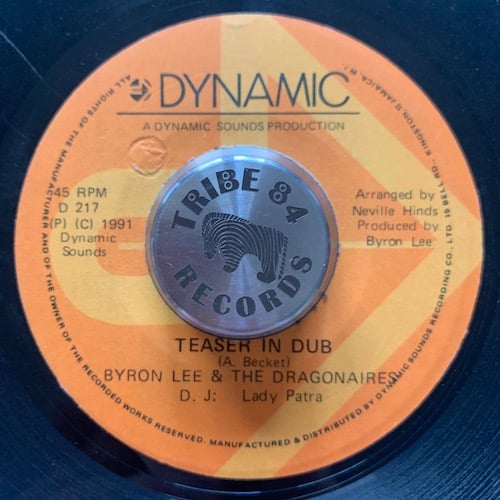 DYNAMIC
A DYNAMIC SOUNDS PRODUCTION
45 RPM
D 217
(P) (C) 1991
Dynamic
Sounds
Arranged by
Neville Hinds
Produced by
Byron Lee
TRIBE 84
RECORDS
TEASER IN DUB
(A. Becket)
BYRON LEE & THE DRAGONAIRES
D. J: Lady Patra
ALL RIGHTS OF THE MANUFACTURER AND OF THE OWNER OF THE RECORDED WORKS RESERVED. MANUFACTURED & DISTRIBUTED BY DYNAMIC SOUNDS RECORDING CO., LTD. 15 BELL RD., KINGSTON 11 JAMAICA, W.I.